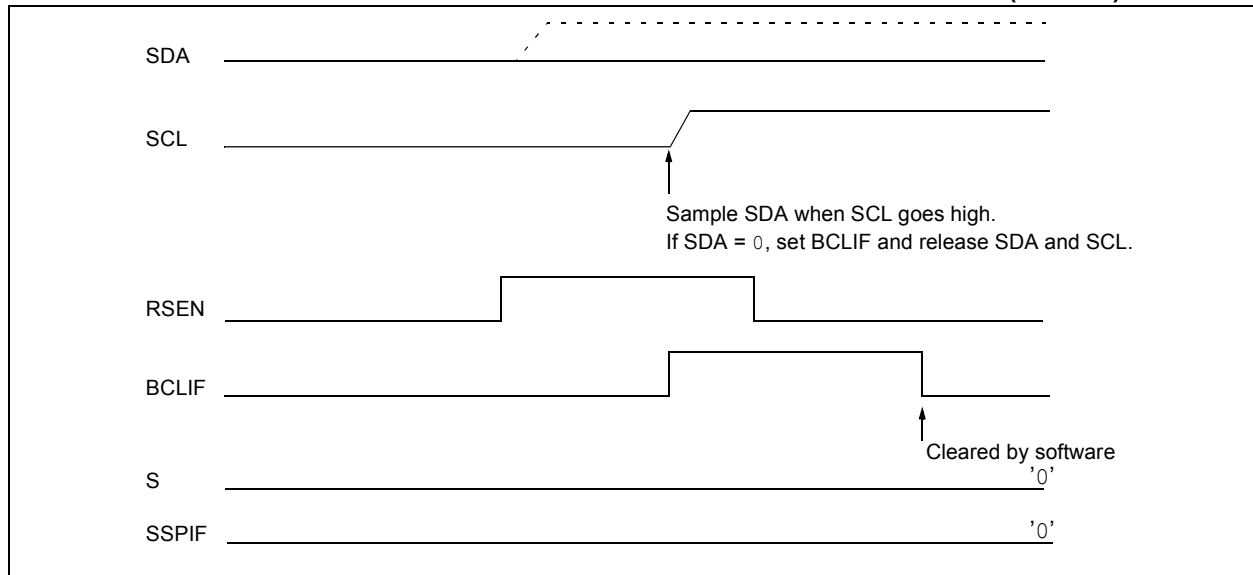 SDA
SCL
Sample SDA when SCL goes high.
If SDA = 0, set BCLIF and release SDA and SCL.
RSEN
BCLIF
Cleared by software
S
'0'
SSPIF
'0'